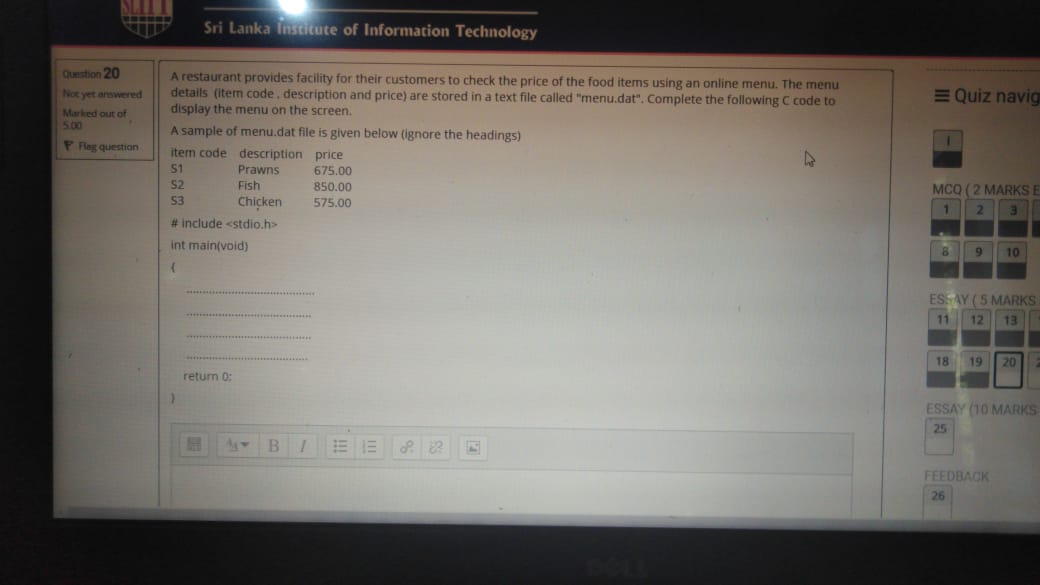 SLIIT
Sri Lanka Institute of Information Technology
Question 20
Not yet answered
Marked out of
5.00
Flag question
A restaurant provides facility for their customers to check the price of the food items using an online menu. The menu
details (item code , description and price) are stored in a text file called "menu.dat". Complete the following C code to
display the menu on the screen.
A sample of menu.dat file is given below (ignore the headings)
item code description price
S1 Prawns 675.00
S2 Fish 850.00
S3 Chicken 575.00
# include <stdio.h>
int main(void)
{
..........................................
..........................................
..........................................
..........................................
return 0;
}
B I
Quiz navig
i
MCQ ( 2 MARKS E
1 2 3
8 9 10
ESSAY ( 5 MARKS
11 12 13
18 19 20
ESSAY (10 MARKS
25
FEEDBACK
26
DELL